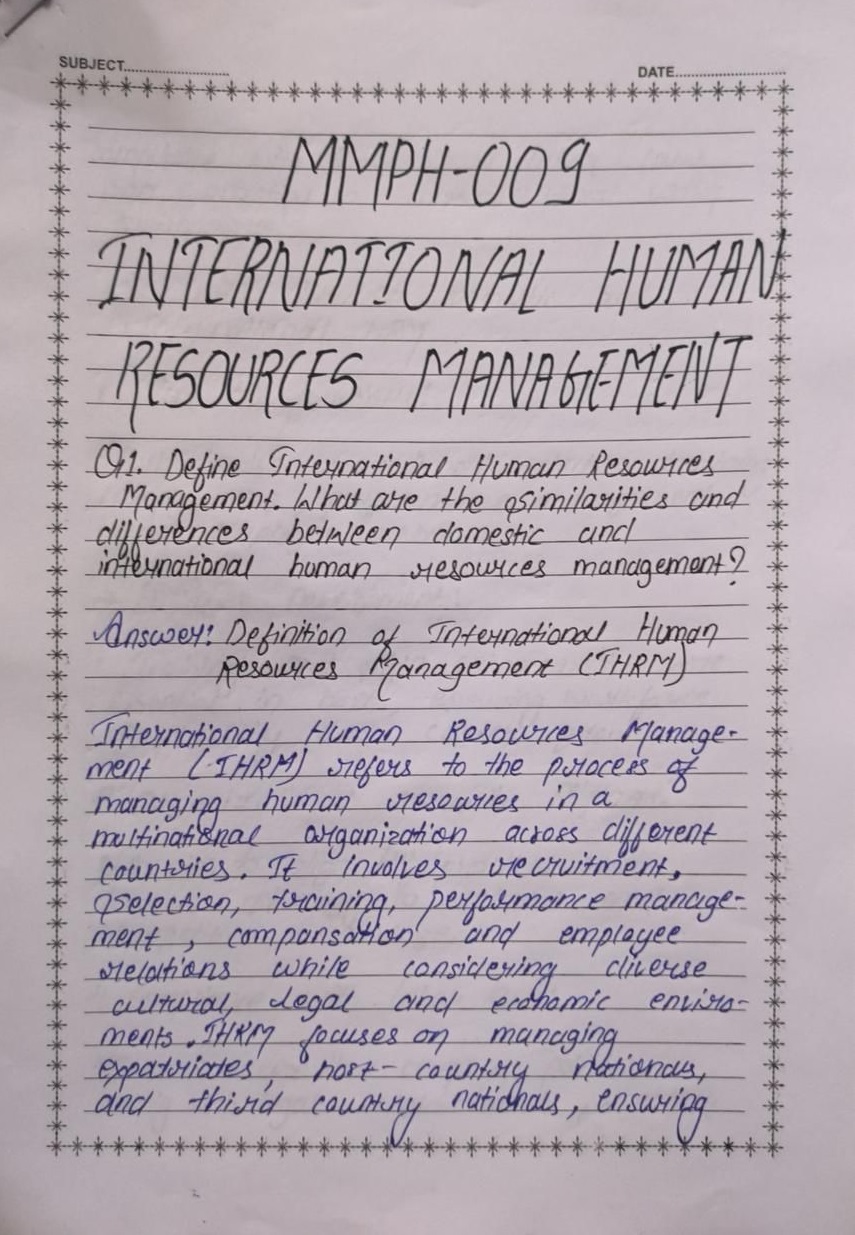 SUBJECT..............................
DATE..............................
MMPH-009
INTERNATIONAL HUMAN
RESOURCES MANAGEMENT
Q1. Define International Human Resources
Management. What are the similarities and
differences between domestic and
international human resources management?
Answer: Definition of International Human
Resources Management (IHRM)
International Human Resources Manage-
ment (IHRM) refers to the process of
managing human resources in a
multinational organization across different
countries. It involves recruitment,
selection, training, performance manage-
ment, compansation and employee
relations while considering diverse
cultural, legal and economic enviro-
ments. IHRM focuses on managing
expatriates, host-country nationals,
and third country nationals, ensuring